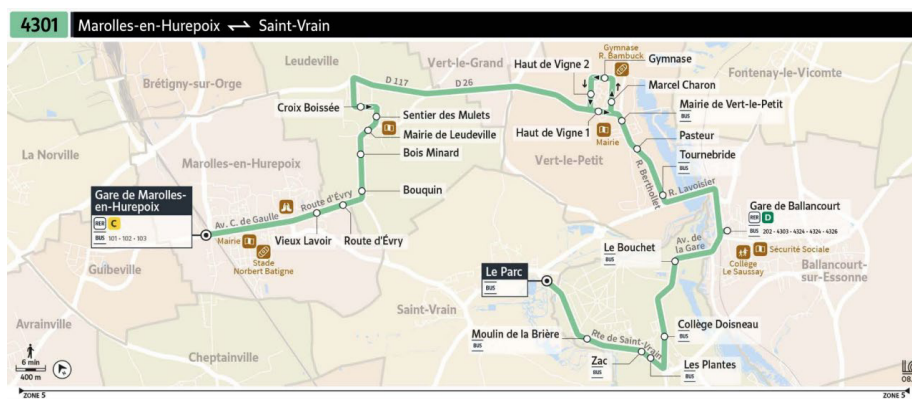 4301 Marolles-en-Hurepoix Saint-Vrain
Leudeville
Vert-le-Grand
Gymnase
R. Bambuck
Haut de Vigne 2
Gymnase
Fontenay-le-Vicomte
Brétigny-sur-Orge
D 117
D 26
Marcel Charon
Croix Boissée
Sentier des Mulets
Mairie de Vert-le-Petit
BUS
Mairie de Leudeville
Haut de Vigne 1
Mairie
Pasteur
La Norville
Bois Minard
Vert-le-Petit
Tournebride
BUS
Marolles-en-Hurepoix
R. Berthollet
R. Lavoisier
Gare de Marolles-
en-Hurepoix
RER C
BUS 101 • 102 • 103
Bouquin
Route d'Évry
Av. C. de Gaulle
Gare de Ballancourt
RER D
BUS 202 • 4303 • 4324 • 4324 • 4326
Mairie
Vieux Lavoir
Route d'Évry
Stade
Norbert Batigne
Le Bouchet
BUS
Av. de
la Gare
Sécurité Sociale
Collège
Le Saussay
Guibeville
Le Parc
BUS
Ballancourt-
sur-Essonne
Saint-Vrain
Avrainville
Moulin de la Brière
BUS
Rte de Saint-Vrain
Collège Doisneau
BUS
Cheptainville
Zac
BUS
Les Plantes
BUS
6 min
400 m
ZONE 5
ZONE 5